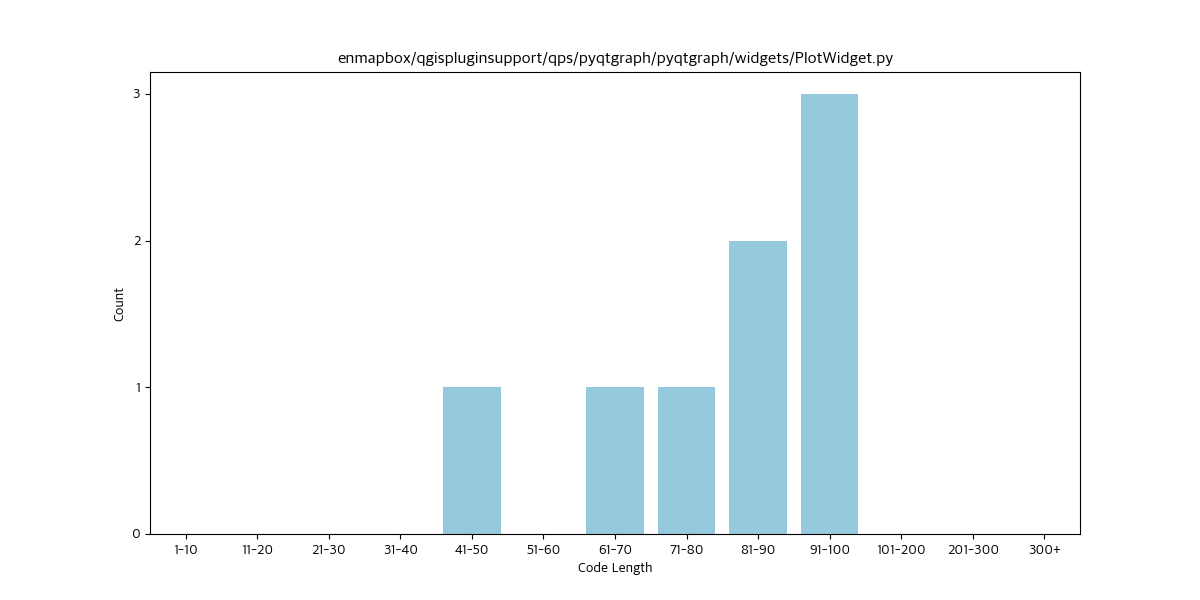 enmapbox/qgispluginsupport/qps/pyqtgraph/pyqtgraph/widgets/PlotWidget.py
3
2
1
0
Count
1-10 11-20 21-30 31-40 41-50 51-60 61-70 71-80 81-90 91-100 101-200 201-300 300+
Code Length